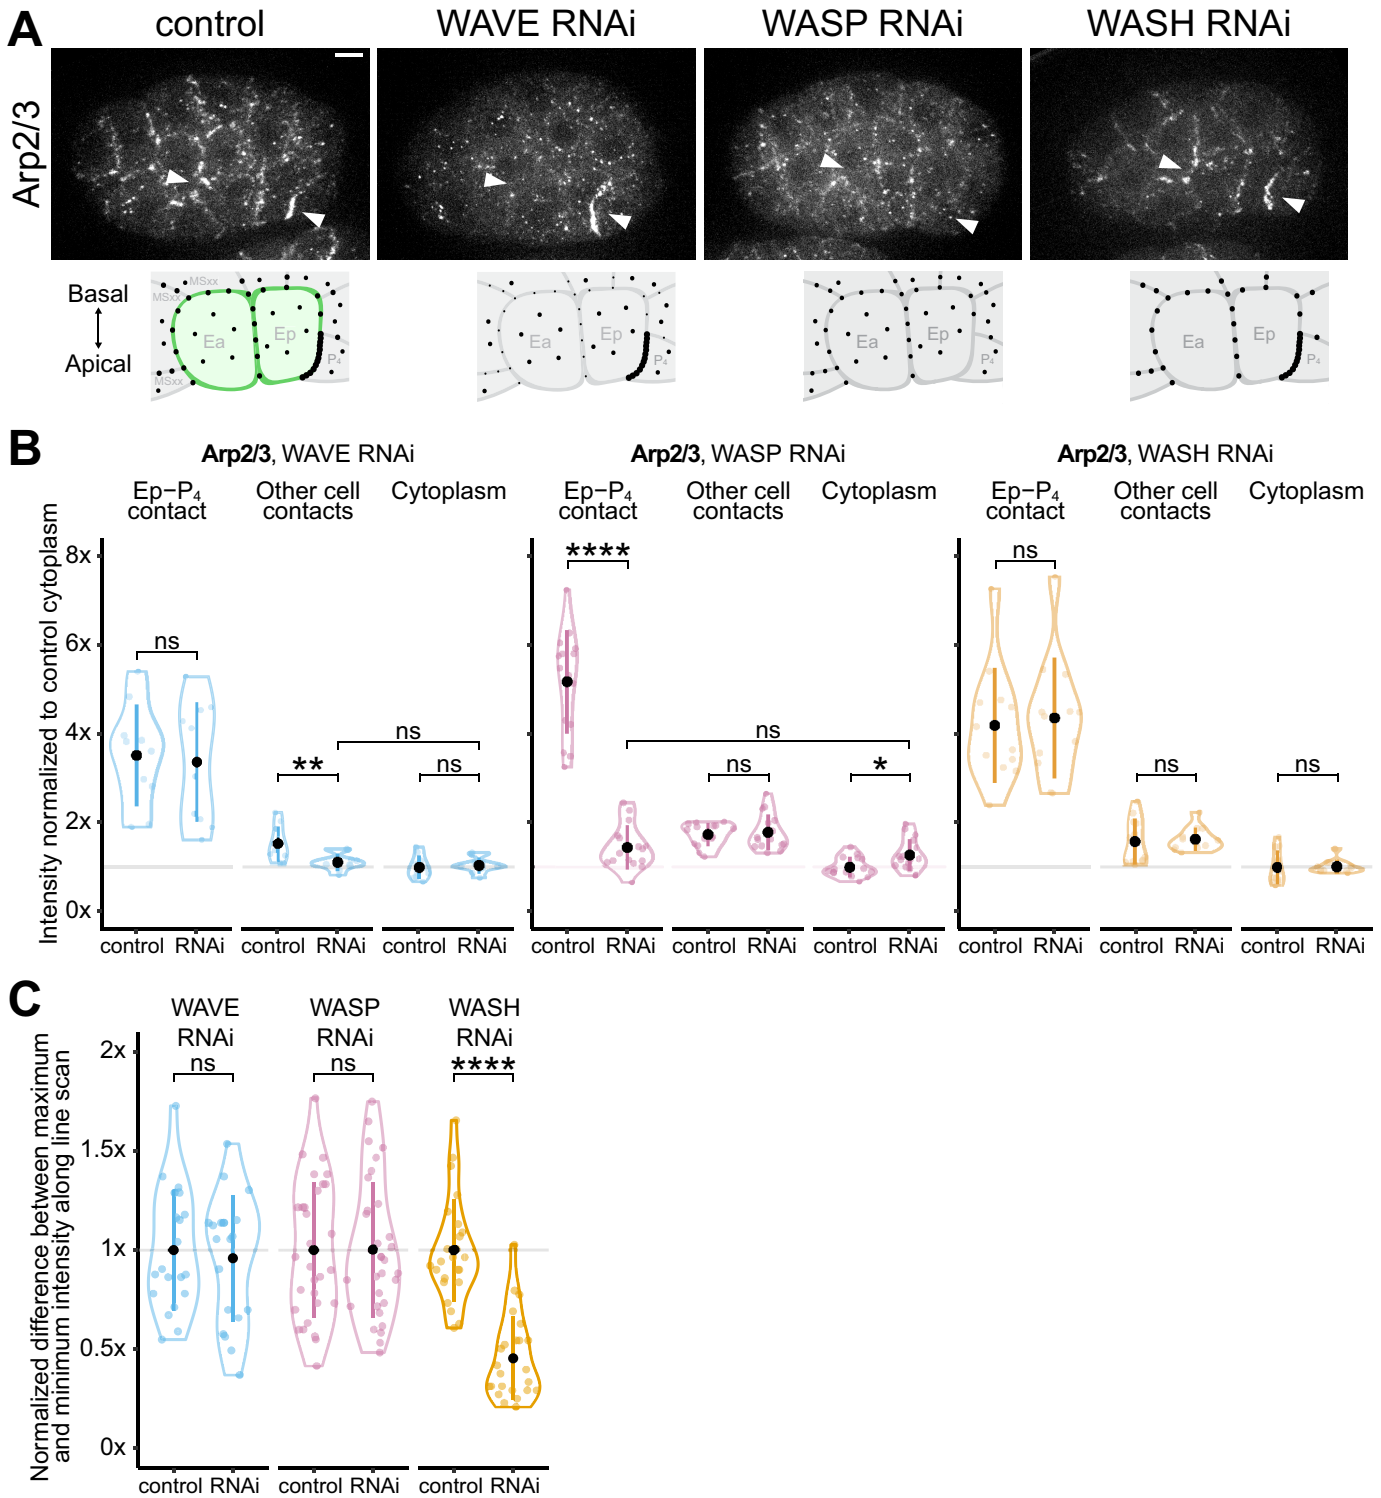 A
control
WAVE RNAi
WASP RNAi
WASH RNAi
Arp2/3
Basal
Apical
MSxx
MSxx
MSxx
Ea
Ep
P4
Ea
Ep
P4
Ea
Ep
P4
Ea
Ep
P4
B
Arp2/3, WAVE RNAi
Arp2/3, WASP RNAi
Arp2/3, WASH RNAi
Ep−P4
contact
Other cell
contacts
Cytoplasm
Ep−P4
contact
Other cell
contacts
Cytoplasm
Ep−P4
contact
Other cell
contacts
Cytoplasm
Intensity normalized to control cytoplasm
8x
6x
4x
2x
0x
ns
**
ns
ns
****
ns
ns
*
ns
ns
ns
control RNAi
control RNAi
control RNAi
control RNAi
control RNAi
control RNAi
control RNAi
control RNAi
control RNAi
C
WAVE
RNAi
WASP
RNAi
WASH
RNAi
ns
ns
****
Normalized difference between maximum
and minimum intensity along line scan
2x
1.5x
1x
0.5x
0x
control RNAi
control RNAi
control RNAi